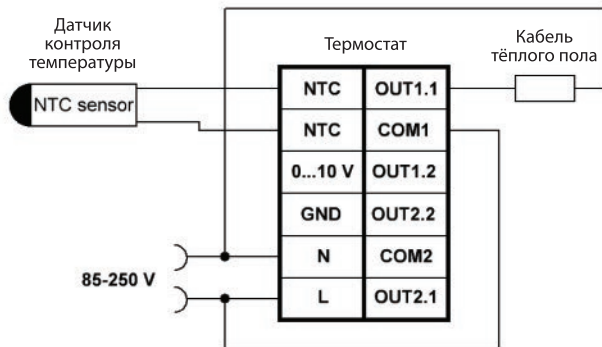 Датчик
контроля
температуры
Термостат
Кабель
тёплого пола
NTC sensor
NTC OUT1.1
NTC COM1
0...10 V OUT1.2
GND OUT2.2
N COM2
L OUT2.1
85-250 V